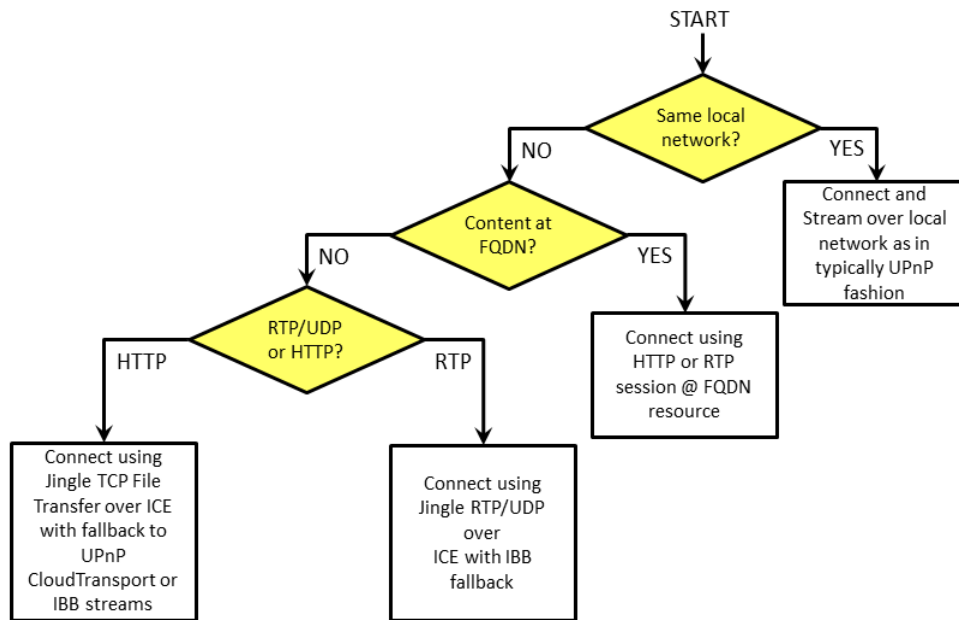 START
Same local
network?
NO
YES
Connect and
Stream over local
network as in
typically UPnP
fashion
Content at
FQDN?
NO
YES
Connect using
HTTP or RTP
session @ FQDN
resource
RTP/UDP
or HTTP?
HTTP
RTP
Connect using
Jingle TCP File
Transfer over ICE
with fallback to
UPnP
CloudTransport or
IBB streams
Connect using
Jingle RTP/UDP
over
ICE with IBB
fallback